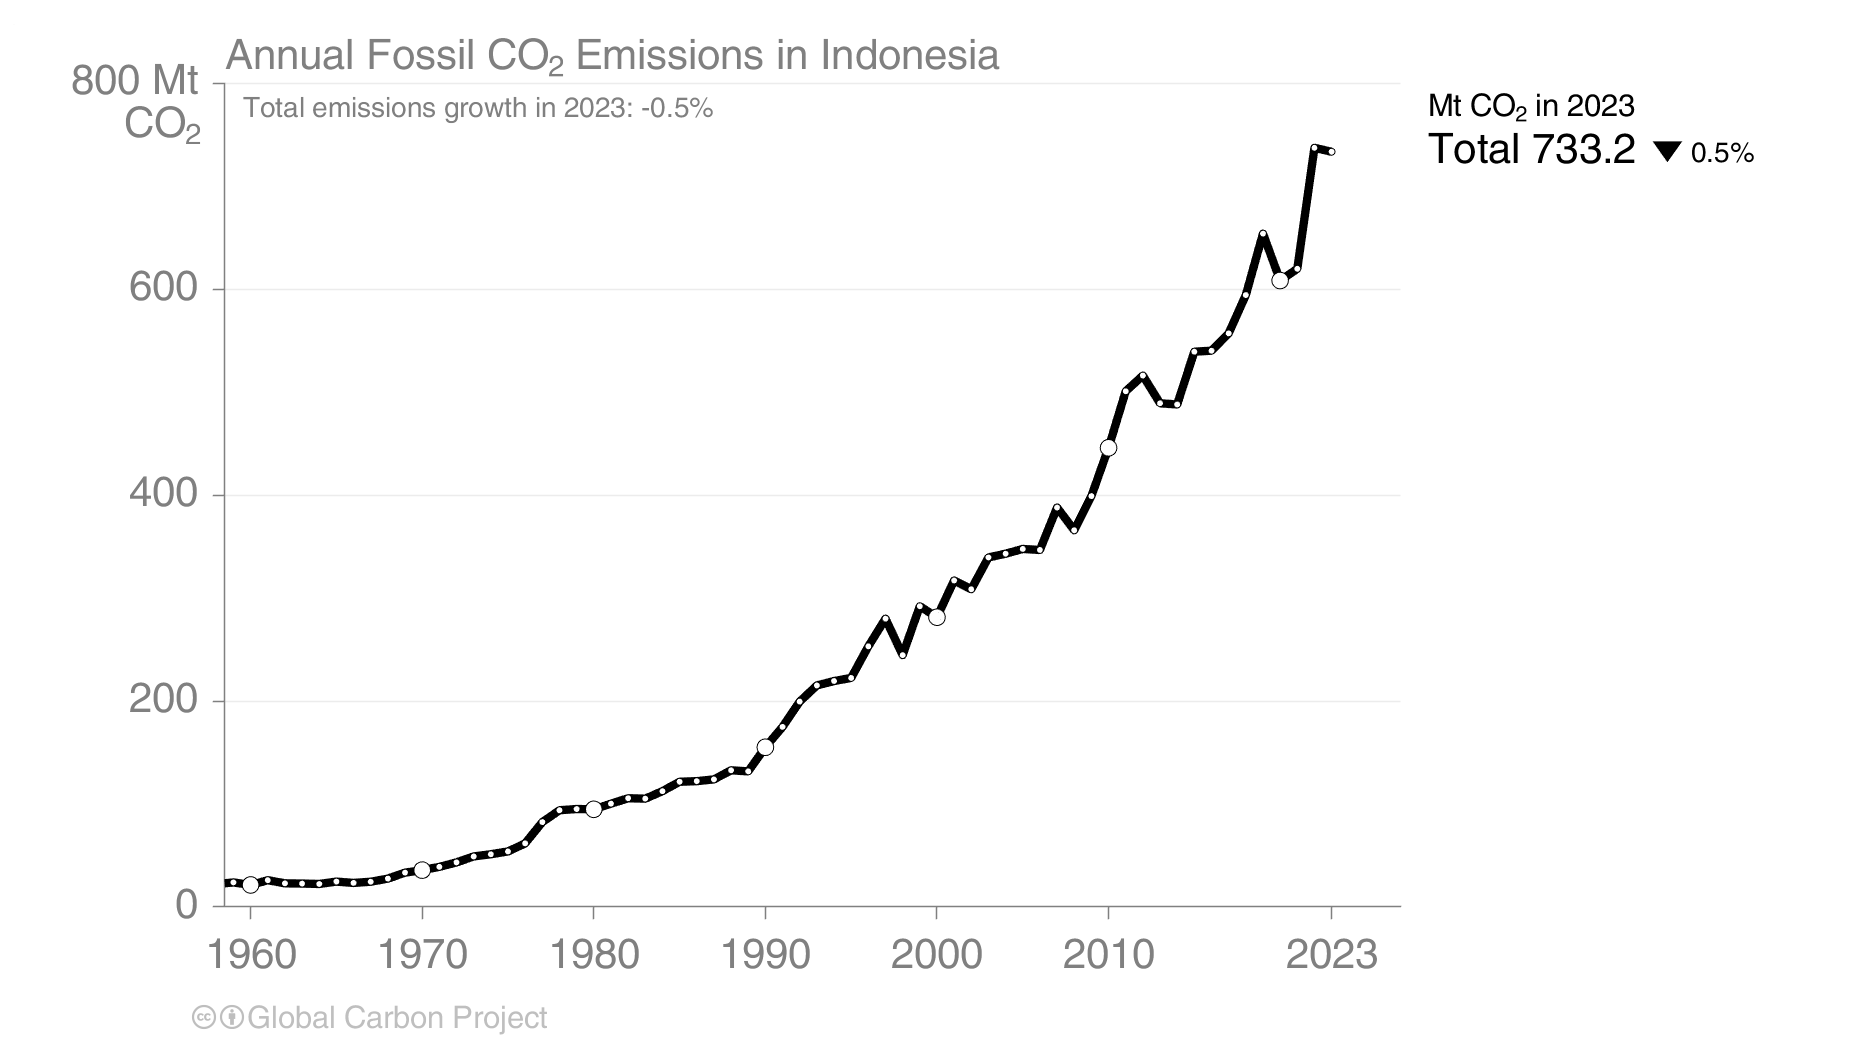 Annual Fossil CO₂ Emissions in Indonesia
800 Mt
CO₂
Total emissions growth in 2023: -0.5%
Mt CO₂ in 2023
Total 733.2 ▼ 0.5%
600
400
200
0
1960 1970 1980 1990 2000 2010 2023
cc Global Carbon Project